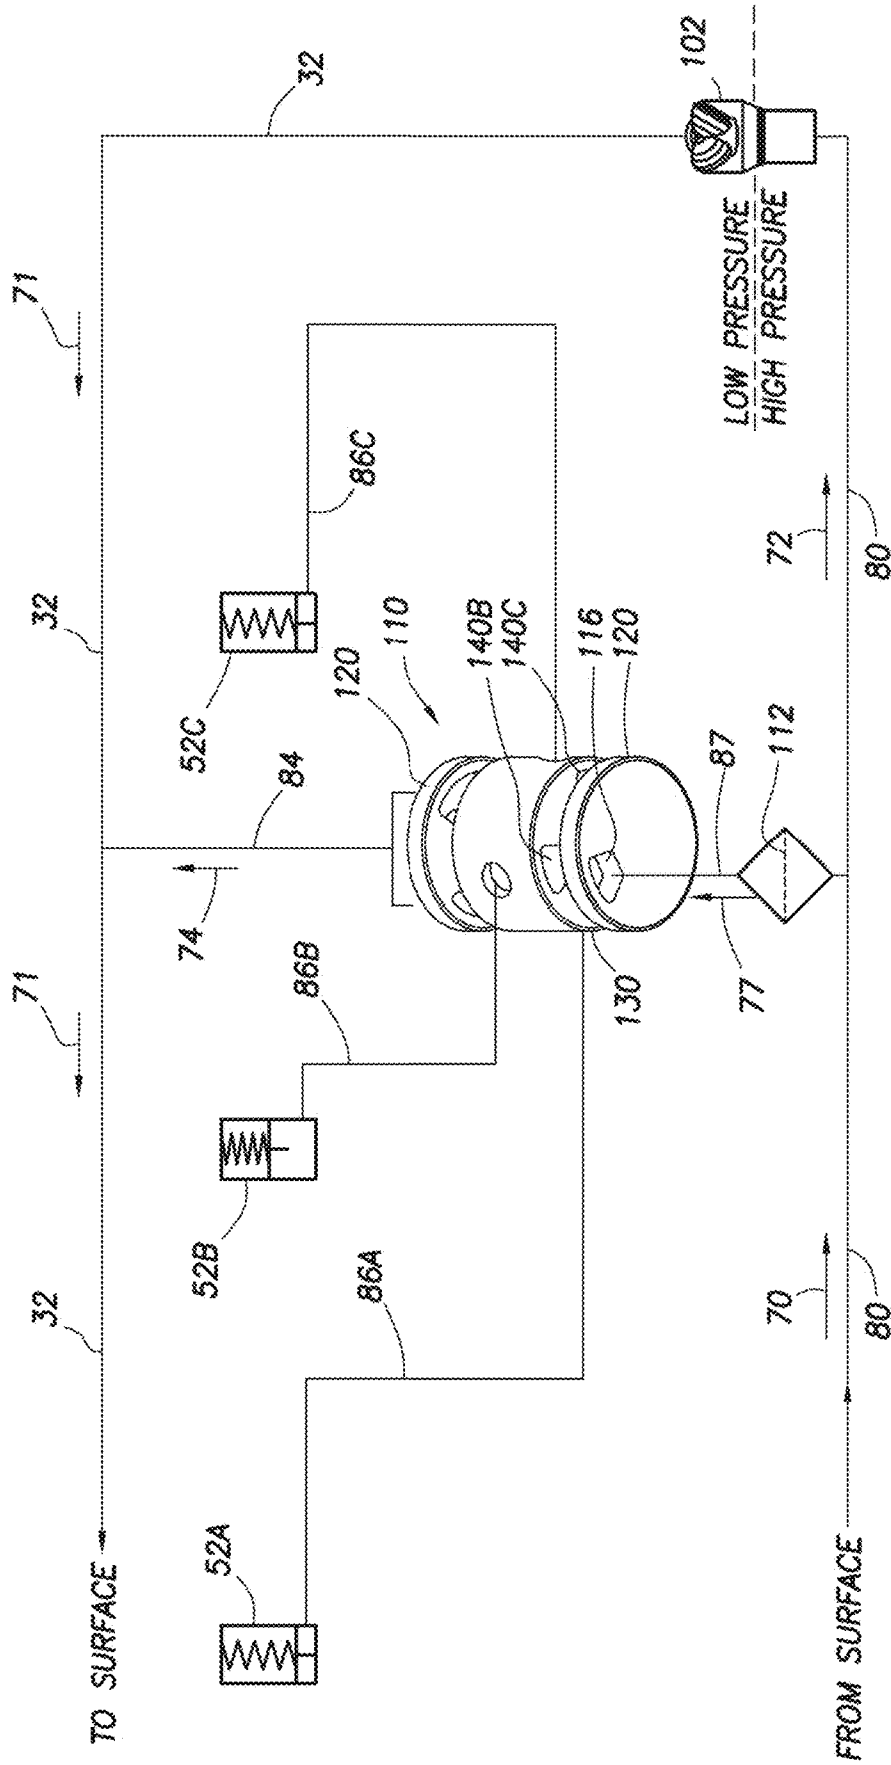 TO SURFACE
32
71
32
71
32
52A
52B
74
84
52C
86A
86B
120
110
86C
140B
140C
116
120
130
77
87
112
LOW PRESSURE
HIGH PRESSURE
102
FROM SURFACE
70
80
72
80